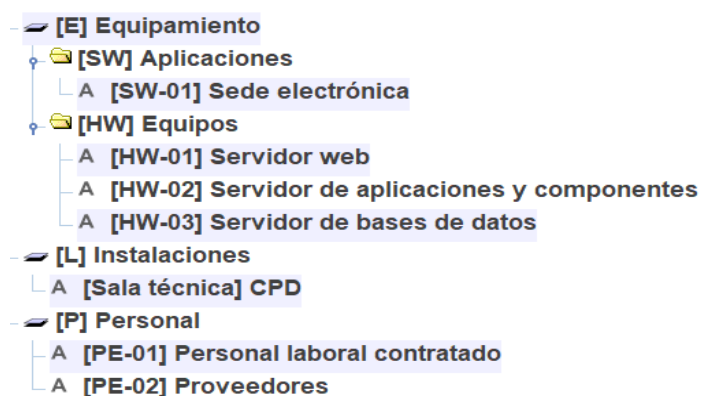 [E] Equipamiento
[SW] Aplicaciones
A [SW-01] Sede electrónica
[HW] Equipos
A [HW-01] Servidor web
A [HW-02] Servidor de aplicaciones y componentes
A [HW-03] Servidor de bases de datos
[L] Instalaciones
A [Sala técnica] CPD
[P] Personal
A [PE-01] Personal laboral contratado
A [PE-02] Proveedores